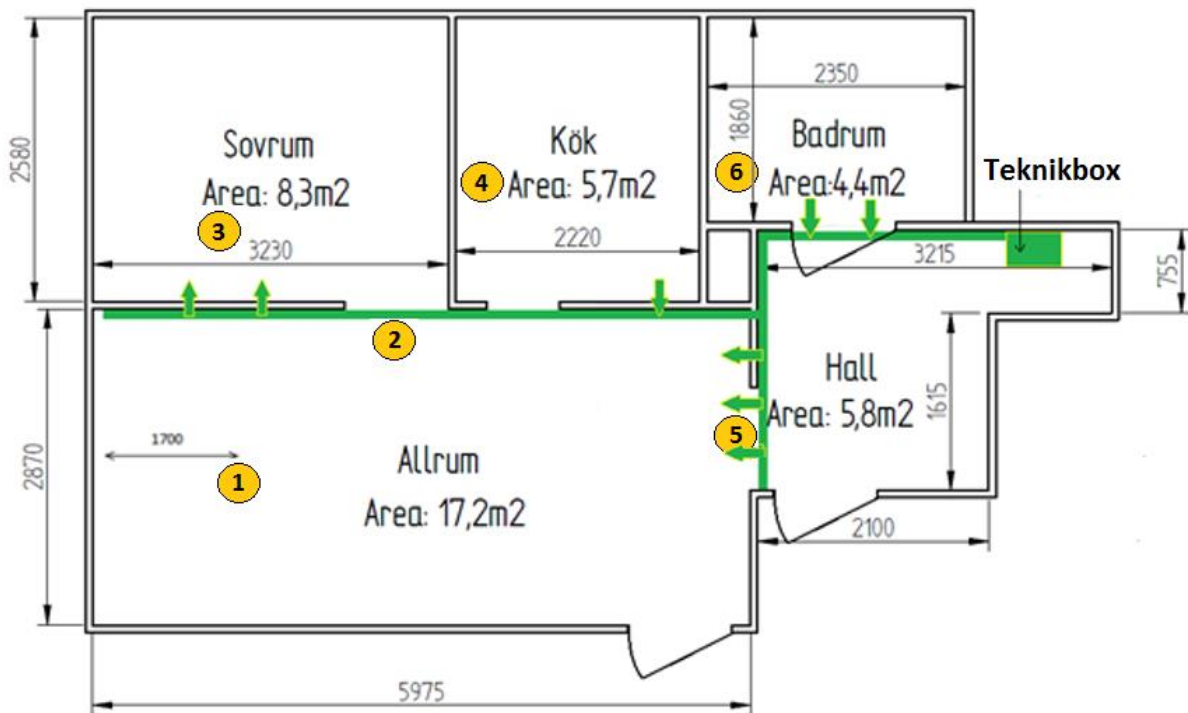 2350
1860
2580
Sovrum
Area: 8,3m2
3
3230
4
Kök
Area: 5,7m2
2220
6
Badrum
Area:4,4m2
Teknikbox
3215
755
2
Hall
Area: 5,8m2
1615
5
2870
1700
1
Allrum
Area: 17,2m2
2100
5975